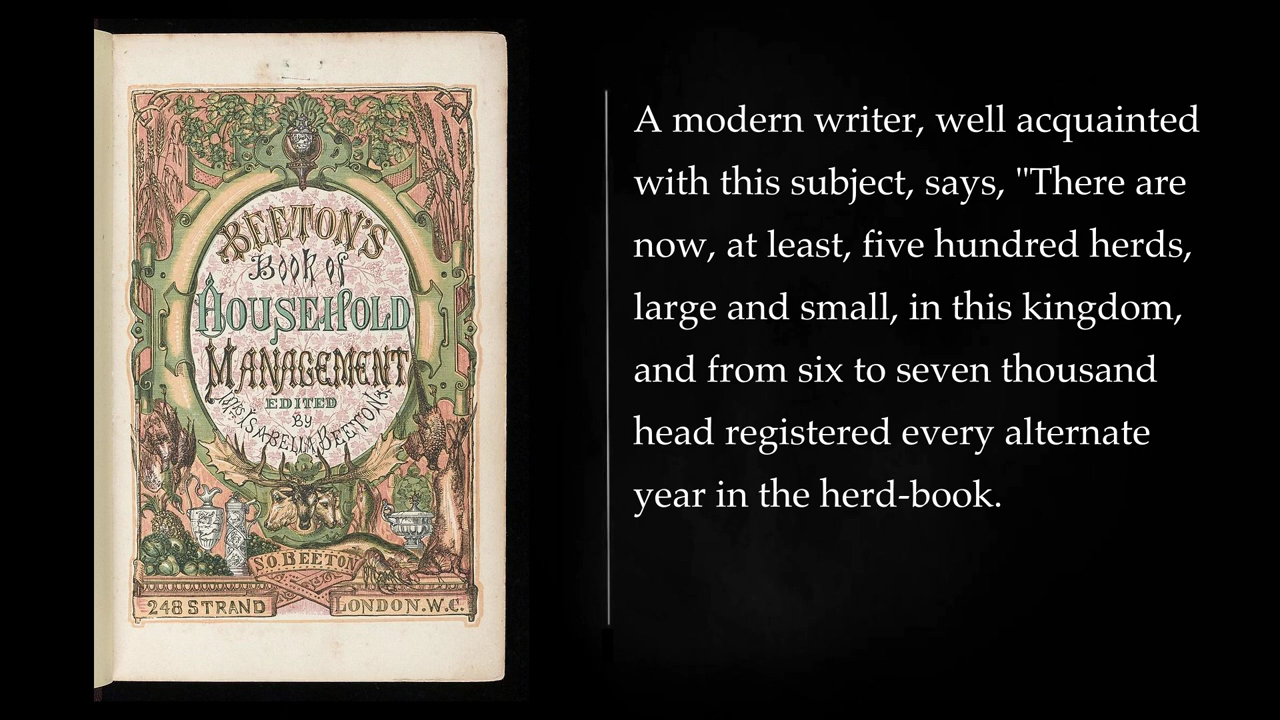 BEETON'S
Book of
HOUSEHOLD
MANAGEMENT
EDITED
BY
MRS ISABELLA BEETON
S.O. BEETON
248 STRAND
LONDON. W.C.
A modern writer, well acquainted
with this subject, says, "There are
now, at least, five hundred herds,
large and small, in this kingdom,
and from six to seven thousand
head registered every alternate
year in the herd-book.